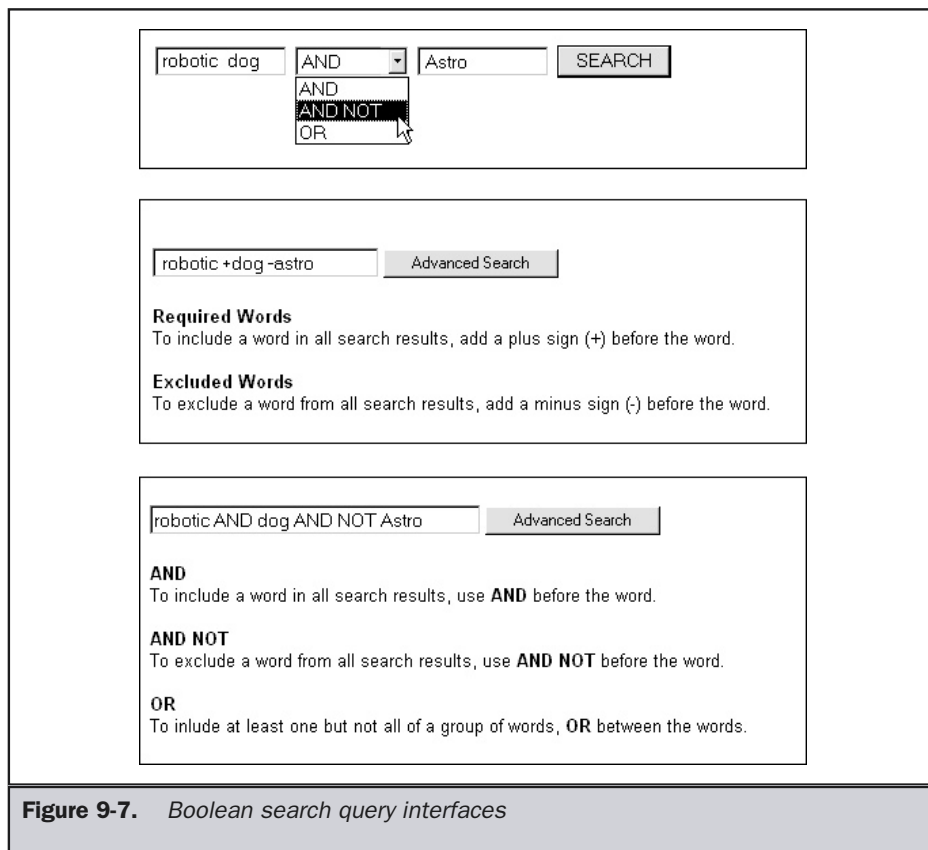 robotic dog AND Astro SEARCH
AND
AND NOT
OR
robotic +dog -astro Advanced Search
Required Words
To include a word in all search results, add a plus sign (+) before the word.
Excluded Words
To exclude a word from all search results, add a minus sign (-) before the word.
robotic AND dog AND NOT Astro Advanced Search
AND
To include a word in all search results, use AND before the word.
AND NOT
To exclude a word from all search results, use AND NOT before the word.
OR
To inlude at least one but not all of a group of words, OR between the words.
Figure 9-7. Boolean search query interfaces